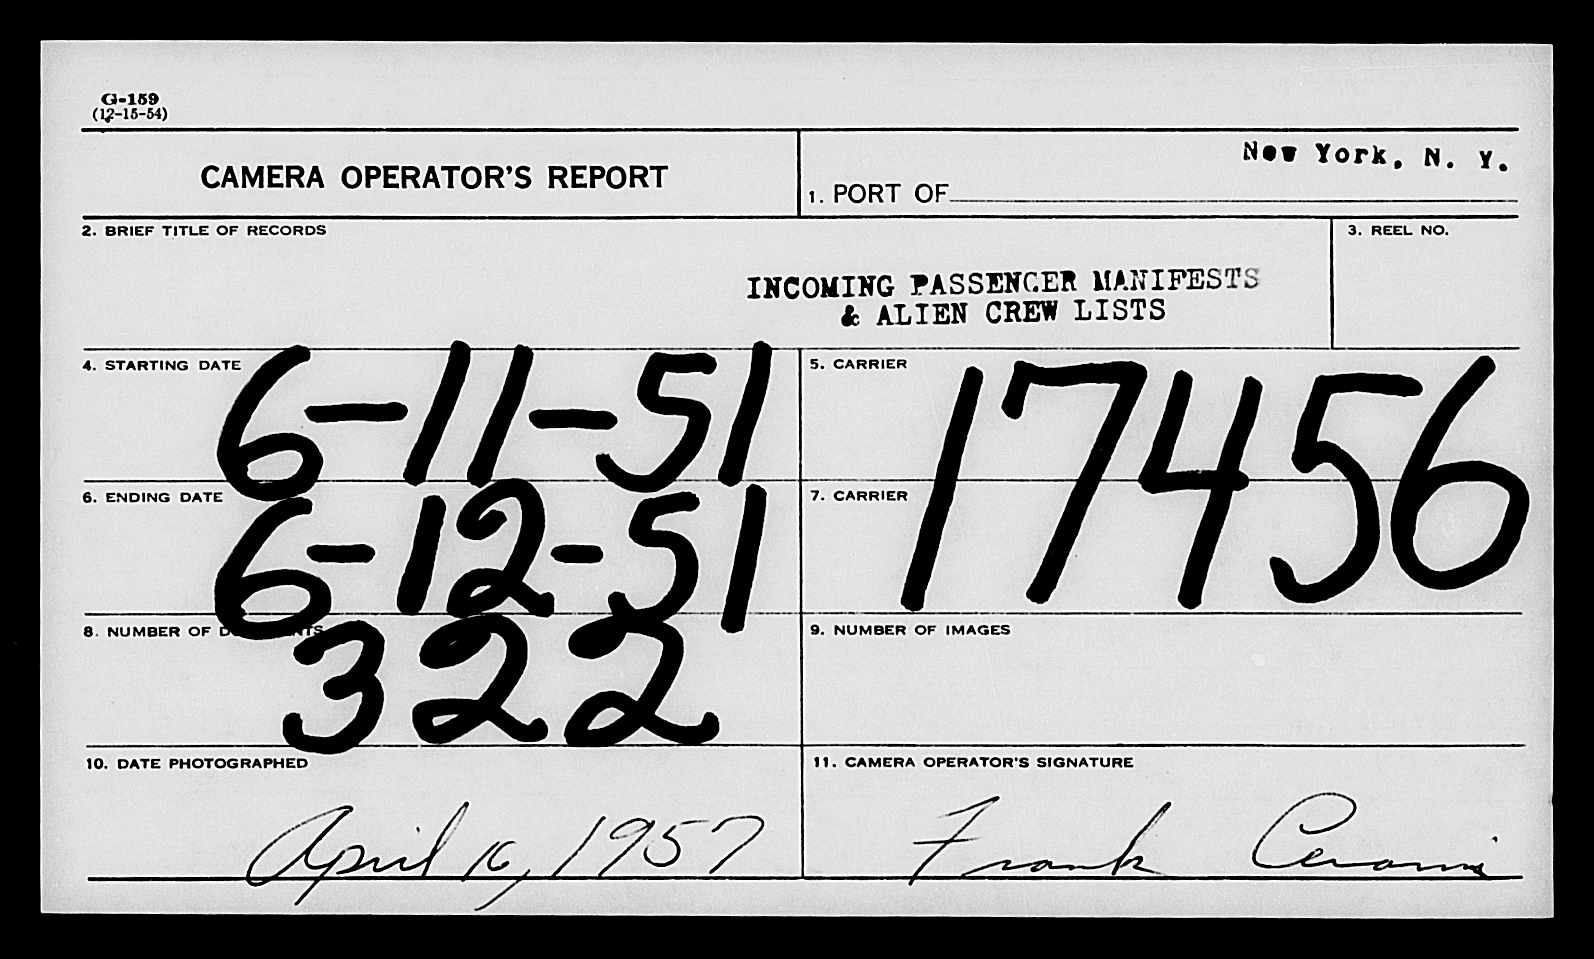 G-159
(12-15-54)
CAMERA OPERATOR'S REPORT
New York, N. Y.
1. PORT OF
2. BRIEF TITLE OF RECORDS
3. REEL NO.
INCOMING PASSENGER MANIFESTS
& ALIEN CREW LISTS
4. STARTING DATE
6-11-51
5. CARRIER
17456
6. ENDING DATE
6-12-51
7. CARRIER
8. NUMBER OF DOCUMENTS
322
9. NUMBER OF IMAGES
10. DATE PHOTOGRAPHED
April 16, 1957
11. CAMERA OPERATOR'S SIGNATURE
Frank